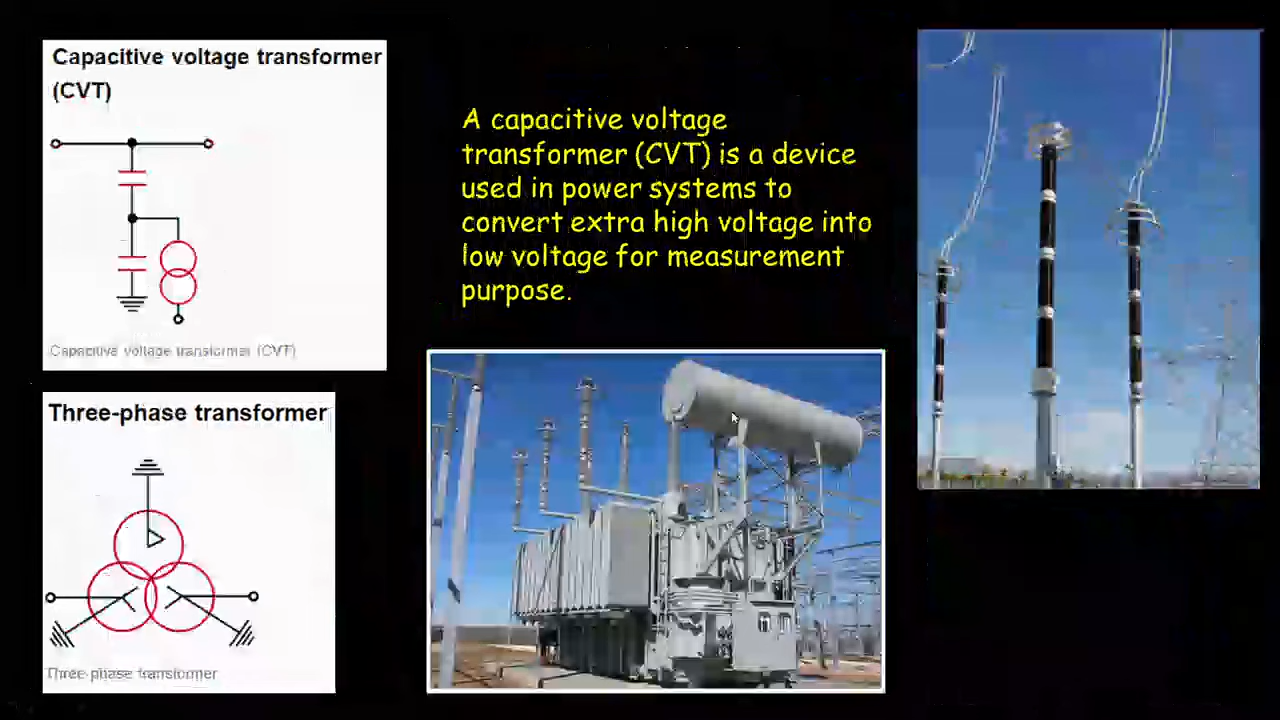 Capacitive voltage transformer
(CVT)
Capacitive voltage transformer (CVT)
A capacitive voltage
transformer (CVT) is a device
used in power systems to
convert extra high voltage into
low voltage for measurement
purpose.
Three-phase transformer
Three-phase transformer